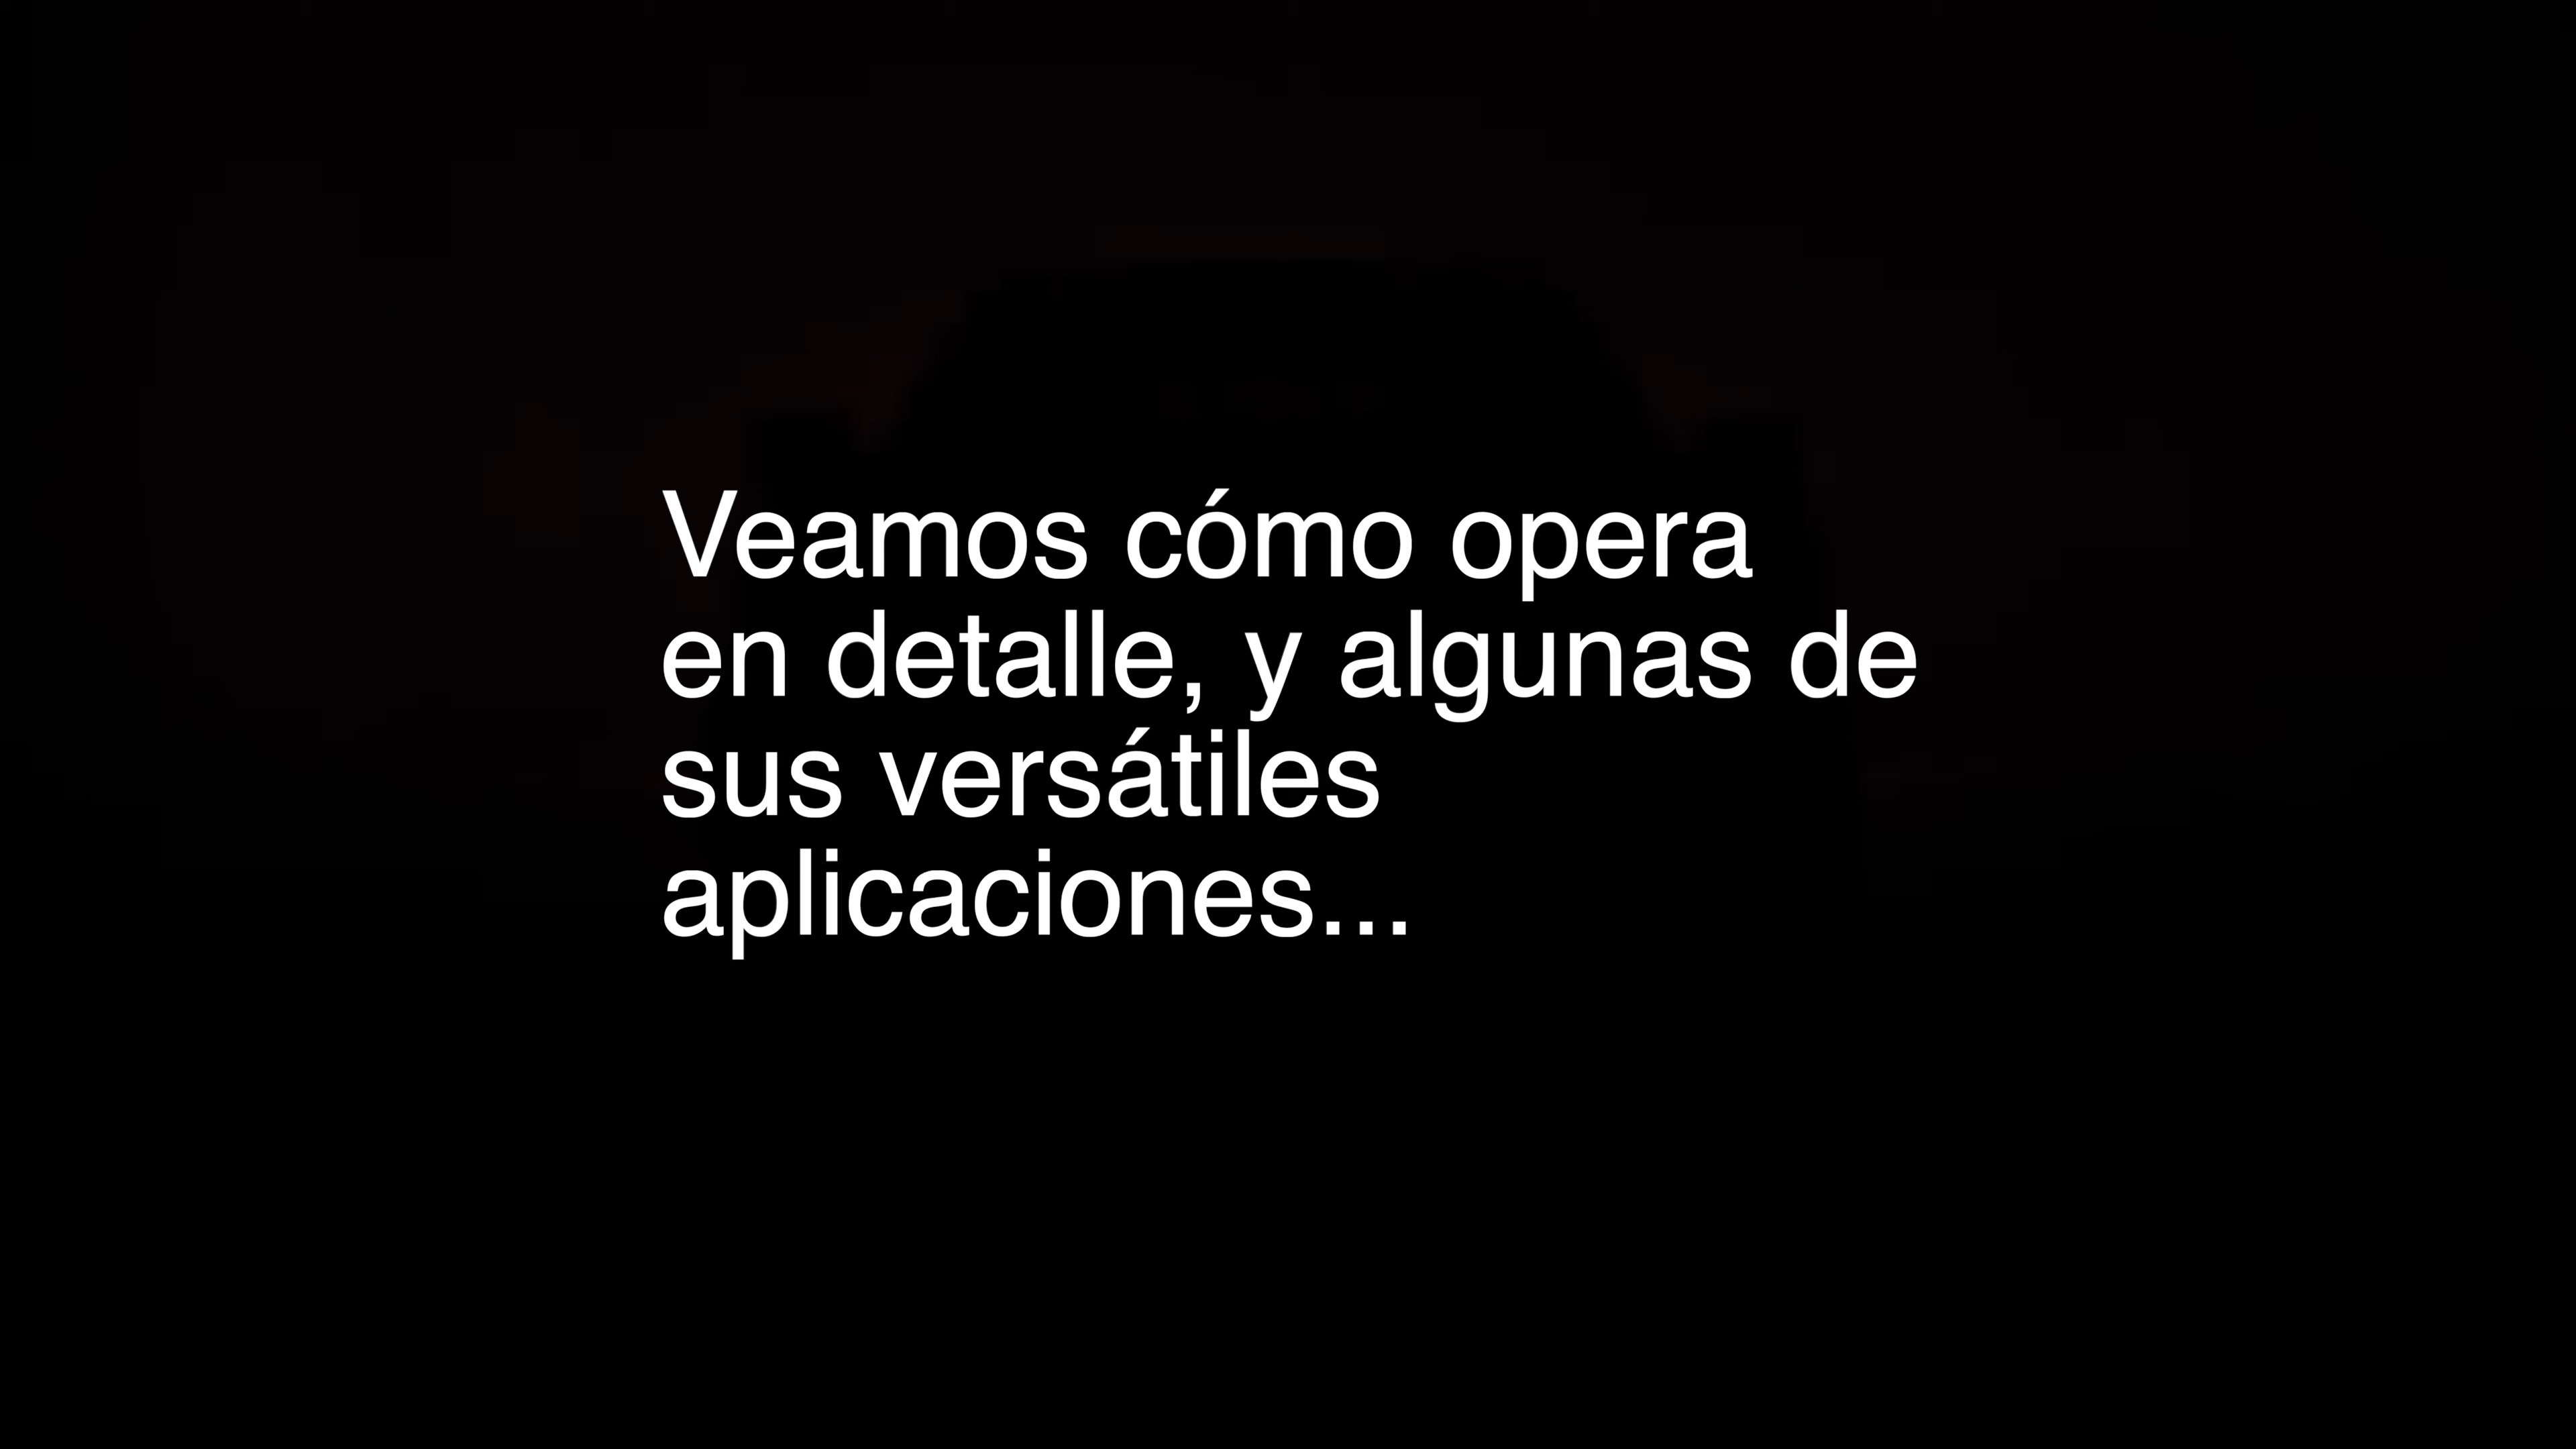 Veamos cómo opera
en detalle, y algunas de
sus versátiles
aplicaciones...